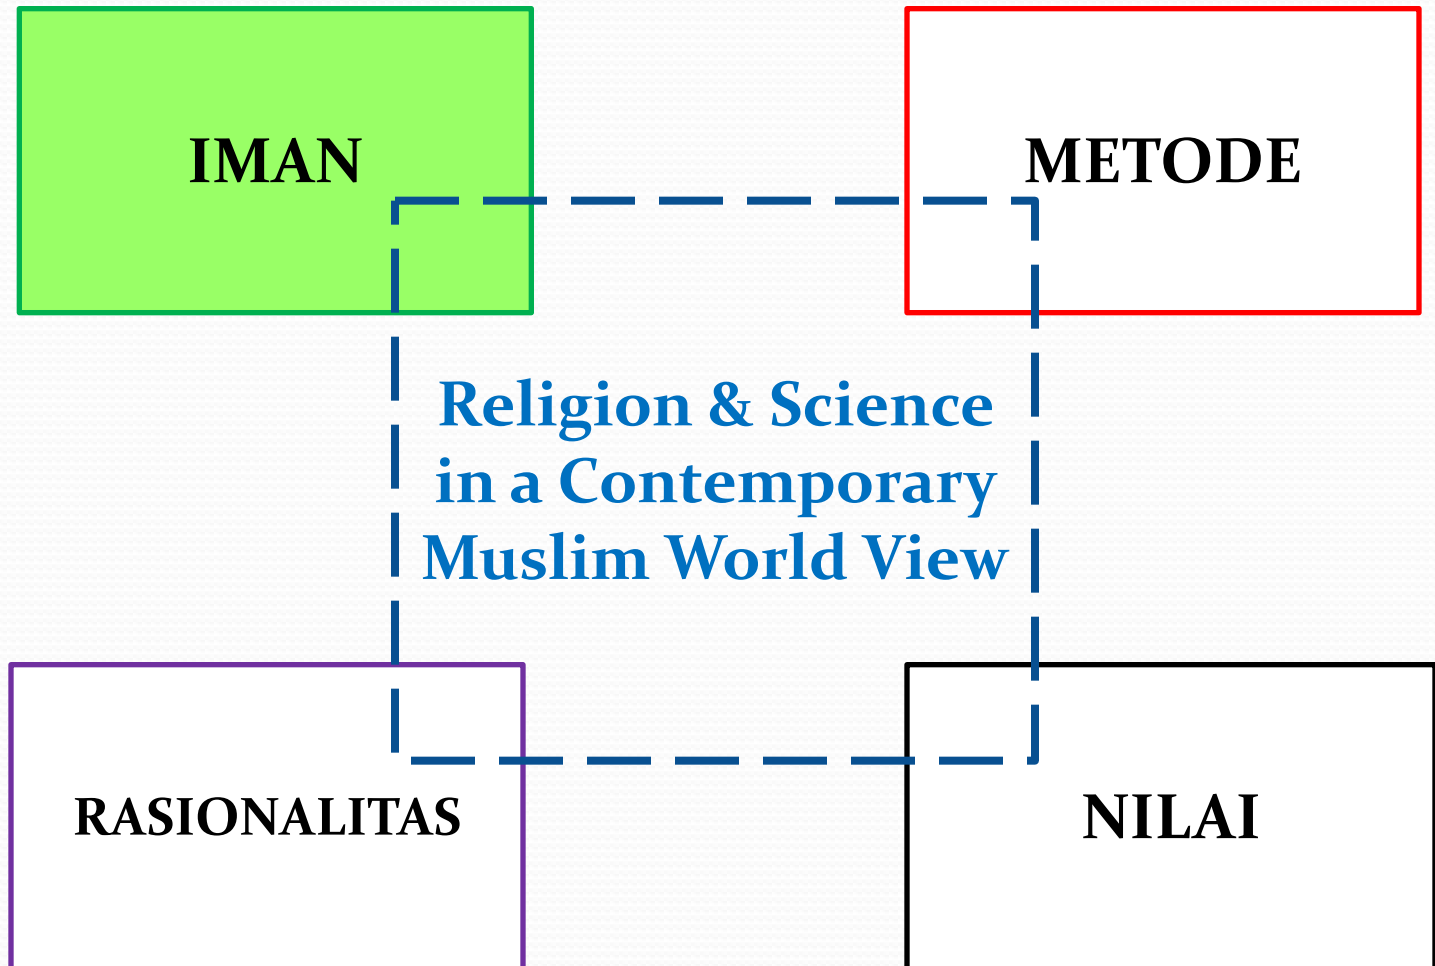 IMAN
METODE
Religion & Science
in a Contemporary
Muslim World View
RASIONALITAS
NILAI